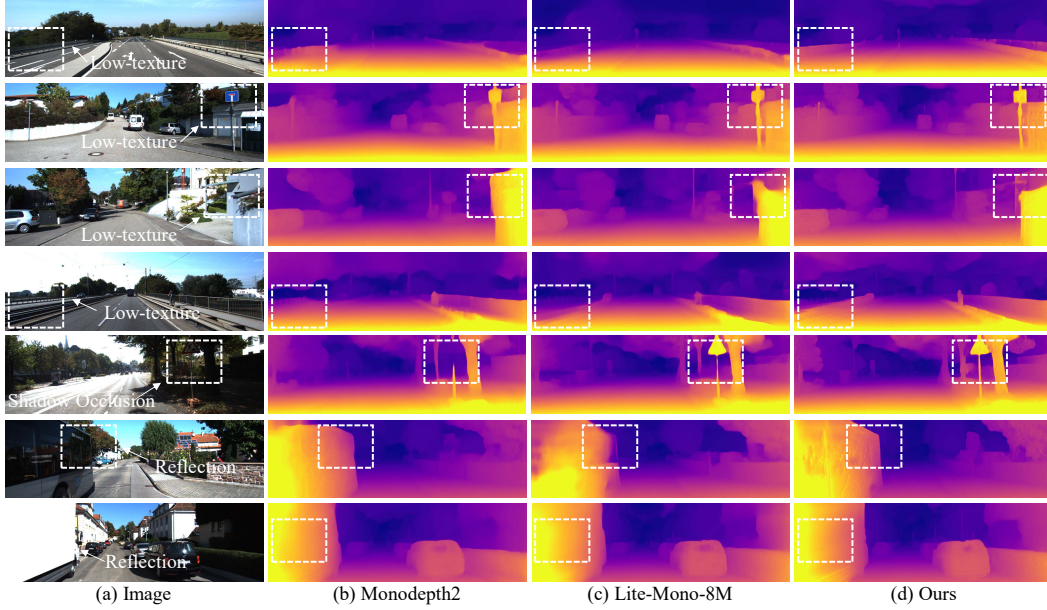 Low-texture
Low-texture
Low-texture
Low-texture
Shadow Occlusion
Reflection
Reflection
(a) Image (b) Monodepth2 (c) Lite-Mono-8M (d) Ours